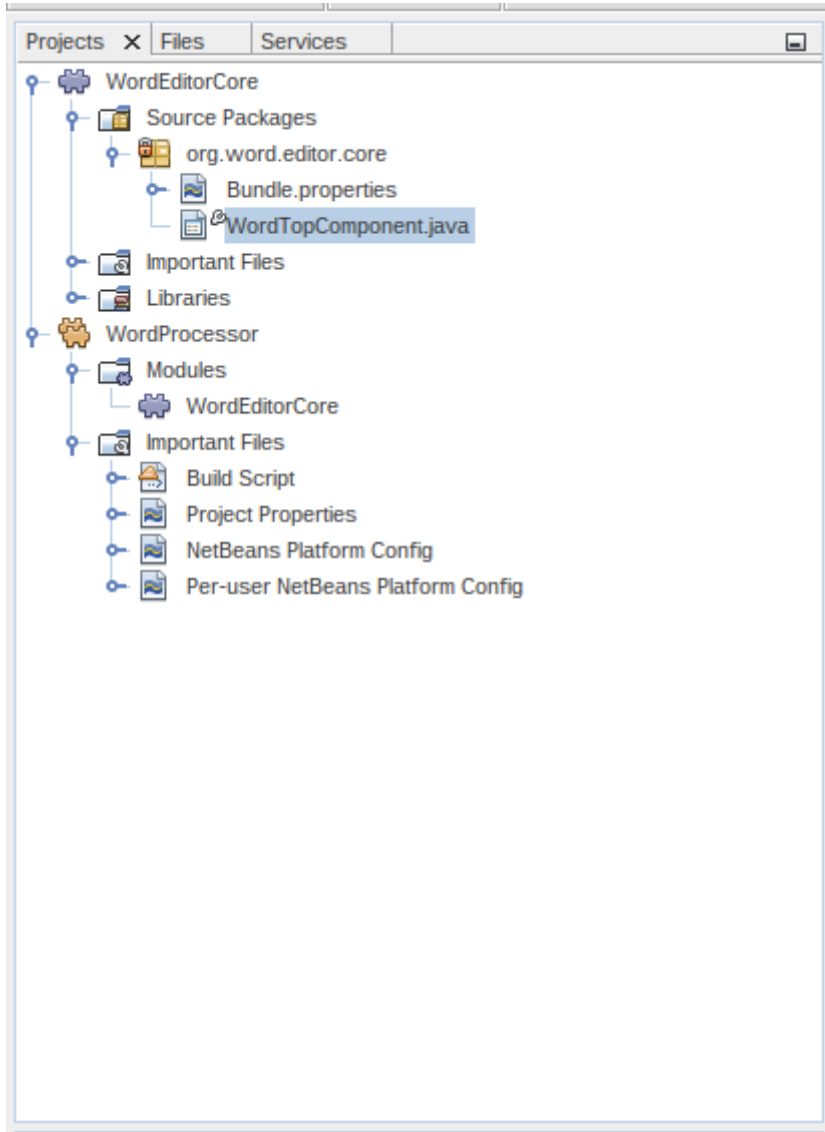 Projects Files Services
WordEditorCore
Source Packages
org.word.editor.core
Bundle.properties
WordTopComponent.java
Important Files
Libraries
WordProcessor
Modules
WordEditorCore
Important Files
Build Script
Project Properties
NetBeans Platform Config
Per-user NetBeans Platform Config